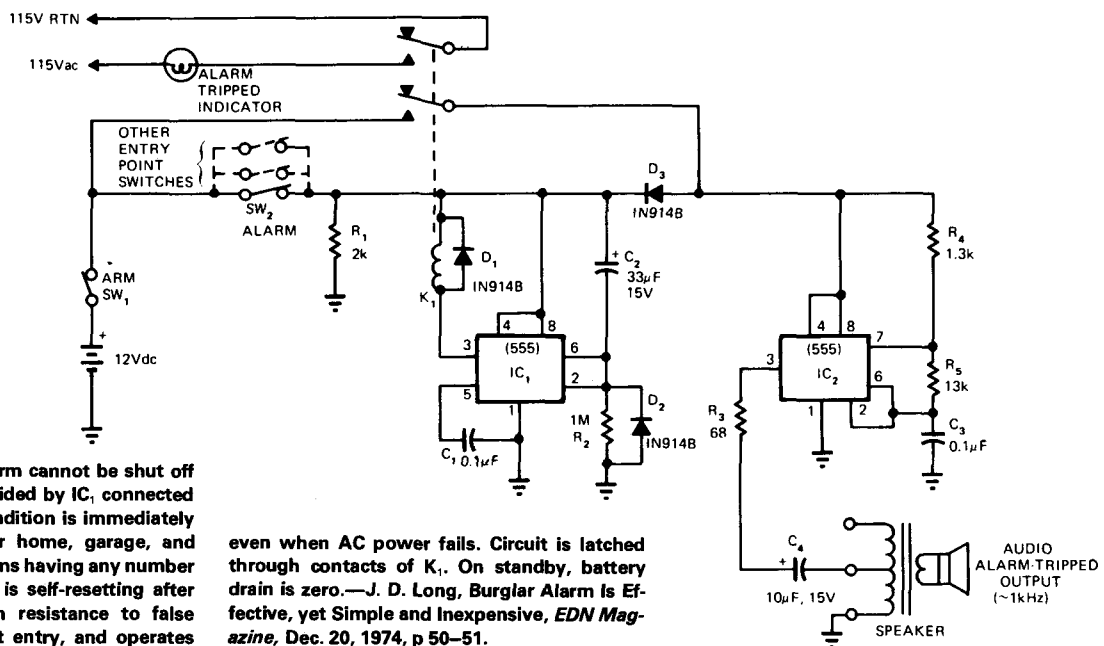 115V RTN
115Vac
ALARM
TRIPPED
INDICATOR
OTHER
ENTRY
POINT
SWITCHES
SW2
ALARM
R1
2k
K1
D1
IN914B
C2
33µF
15V
D3
IN914B
R4
1.3k
ARM
SW1
+
12Vdc
3
4
8
(555)
IC1
6
2
5
1
C1 0.1µF
1M
R2
D2
IN914B
3
4
8
(555)
IC2
7
6
1
2
R5
13k
C3
0.1µF
R3
68
C4
+
10µF, 15V
SPEAKER
AUDIO
ALARM-TRIPPED
OUTPUT
(~1kHz)
rm cannot be shut off
ided by IC1 connected
ndition is immediately
r home, garage, and
ns having any number
is self-resetting after
n resistance to false
t entry, and operates
even when AC power fails. Circuit is latched
through contacts of K1. On standby, battery
drain is zero.—J. D. Long, Burglar Alarm Is Ef-
fective, yet Simple and Inexpensive, EDN Mag-
azine, Dec. 20, 1974, p 50–51.